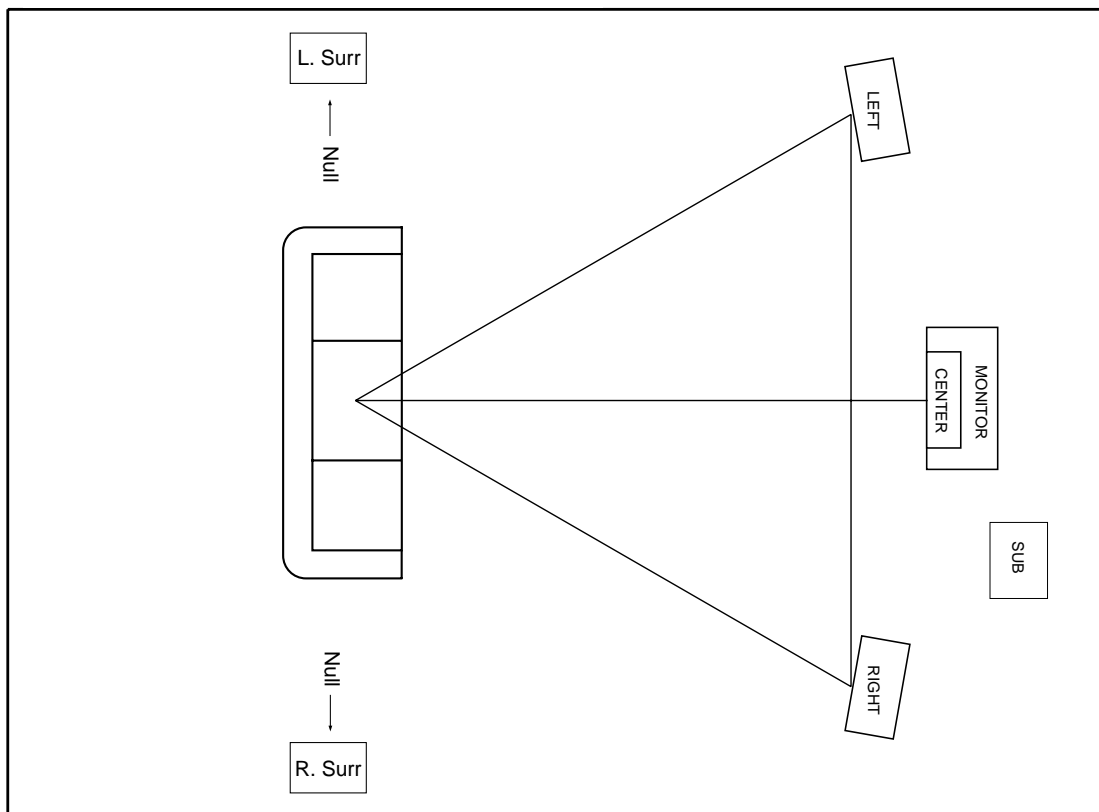 L. Surr
Null
LEFT
MONITOR
CENTER
SUB
Null
RIGHT
R. Surr